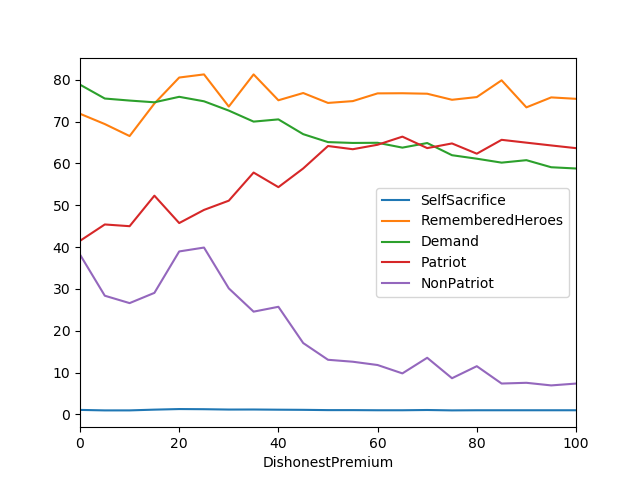 80
70
60
50
40
30
20
10
0
SelfSacrifice
RememberedHeroes
Demand
Patriot
NonPatriot
0 20 40 60 80 100
DishonestPremium